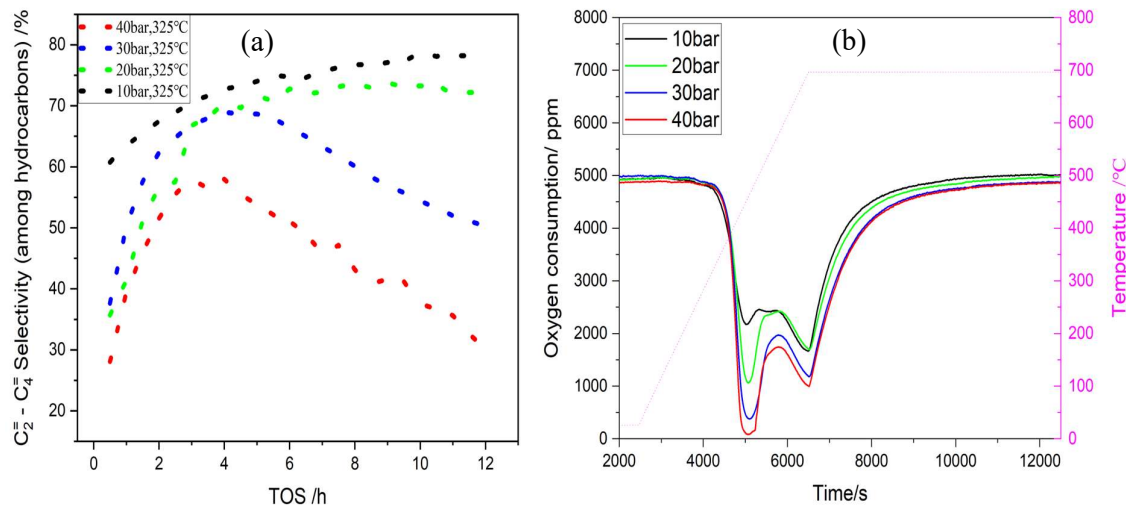 (a)
40bar,325℃
30bar,325℃
20bar,325℃
10bar,325℃
C₂⁼ - C₄⁼ Selectivity (among hydrocarbons) /%
90
80
70
60
50
40
30
20
0
2
4
6
8
10
12
TOS /h
(b)
10bar
20bar
30bar
40bar
Oxygen consumption/ ppm
8000
7000
6000
5000
4000
3000
2000
1000
0
2000
4000
6000
8000
10000
12000
Time/s
800
700
600
500
400
300
200
100
0
Temperature /℃